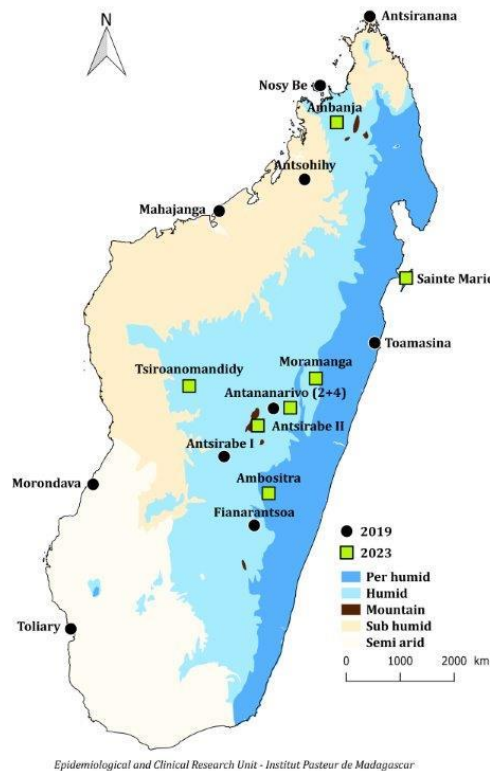 Antsiranana
N
Nosy Be
Ambanja
Antsohihy
Mahajanga
Sainte Marie
Toamasina
Moramanga
Tsiroanomandidy
Antananarivo (2+4)
Antsirabe II
Antsirabe I
Ambositra
Morondava
Fianarantsoa
2019
2023
Per humid
Humid
Mountain
Sub humid
Semi arid
Toliary
0 1000 2000 km
Epidemiological and Clinical Research Unit - Institut Pasteur de Madagascar